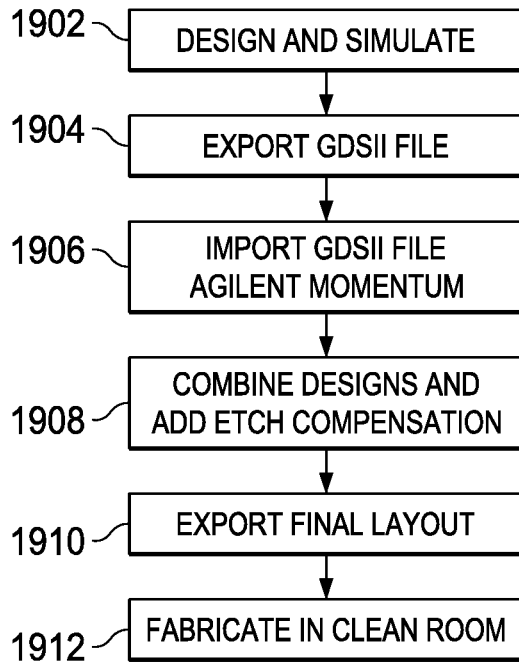 1902
DESIGN AND SIMULATE
1904
EXPORT GDSII FILE
1906
IMPORT GDSII FILE
AGILENT MOMENTUM
1908
COMBINE DESIGNS AND
ADD ETCH COMPENSATION
1910
EXPORT FINAL LAYOUT
1912
FABRICATE IN CLEAN ROOM